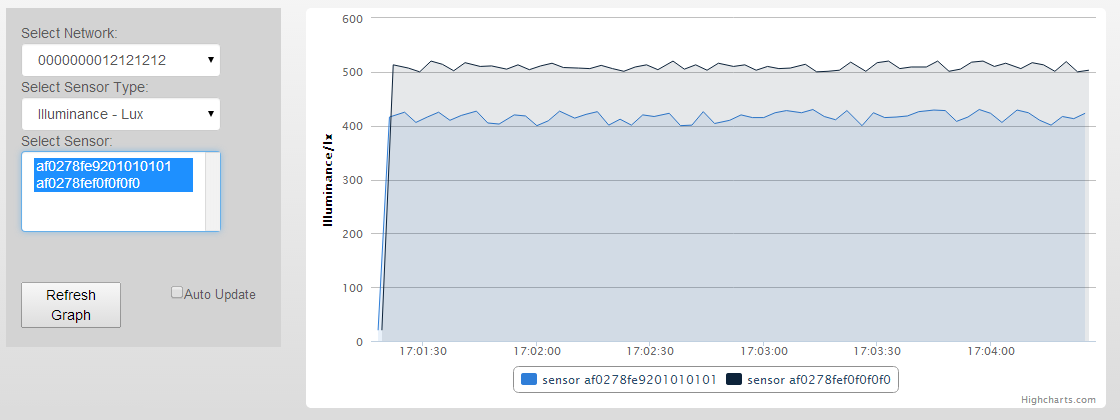 Select Network:
0000000012121212
Select Sensor Type:
Illuminance - Lux
Select Sensor:
af0278fe9201010101
af0278fef0f0f0f0
Refresh
Graph
Auto Update
Illuminance/lx
600
500
400
300
200
100
0
17:01:30 17:02:00 17:02:30 17:03:00 17:03:30 17:04:00
sensor af0278fe9201010101 sensor af0278fef0f0f0f0
Highcharts.com